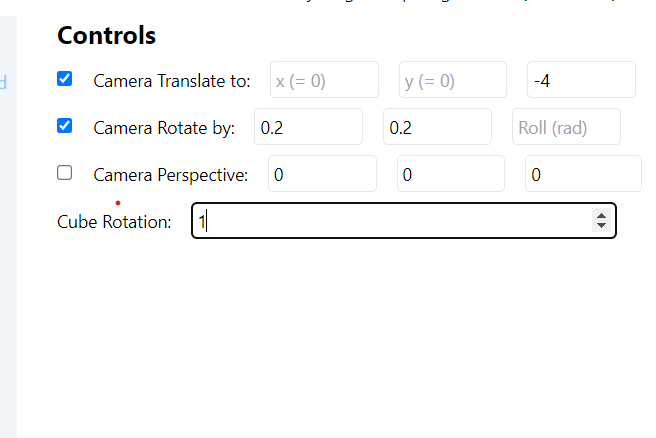 Controls
Camera Translate to: x (= 0) y (= 0) -4
Camera Rotate by: 0.2 0.2 Roll (rad)
Camera Perspective: 0 0 0
Cube Rotation: 1